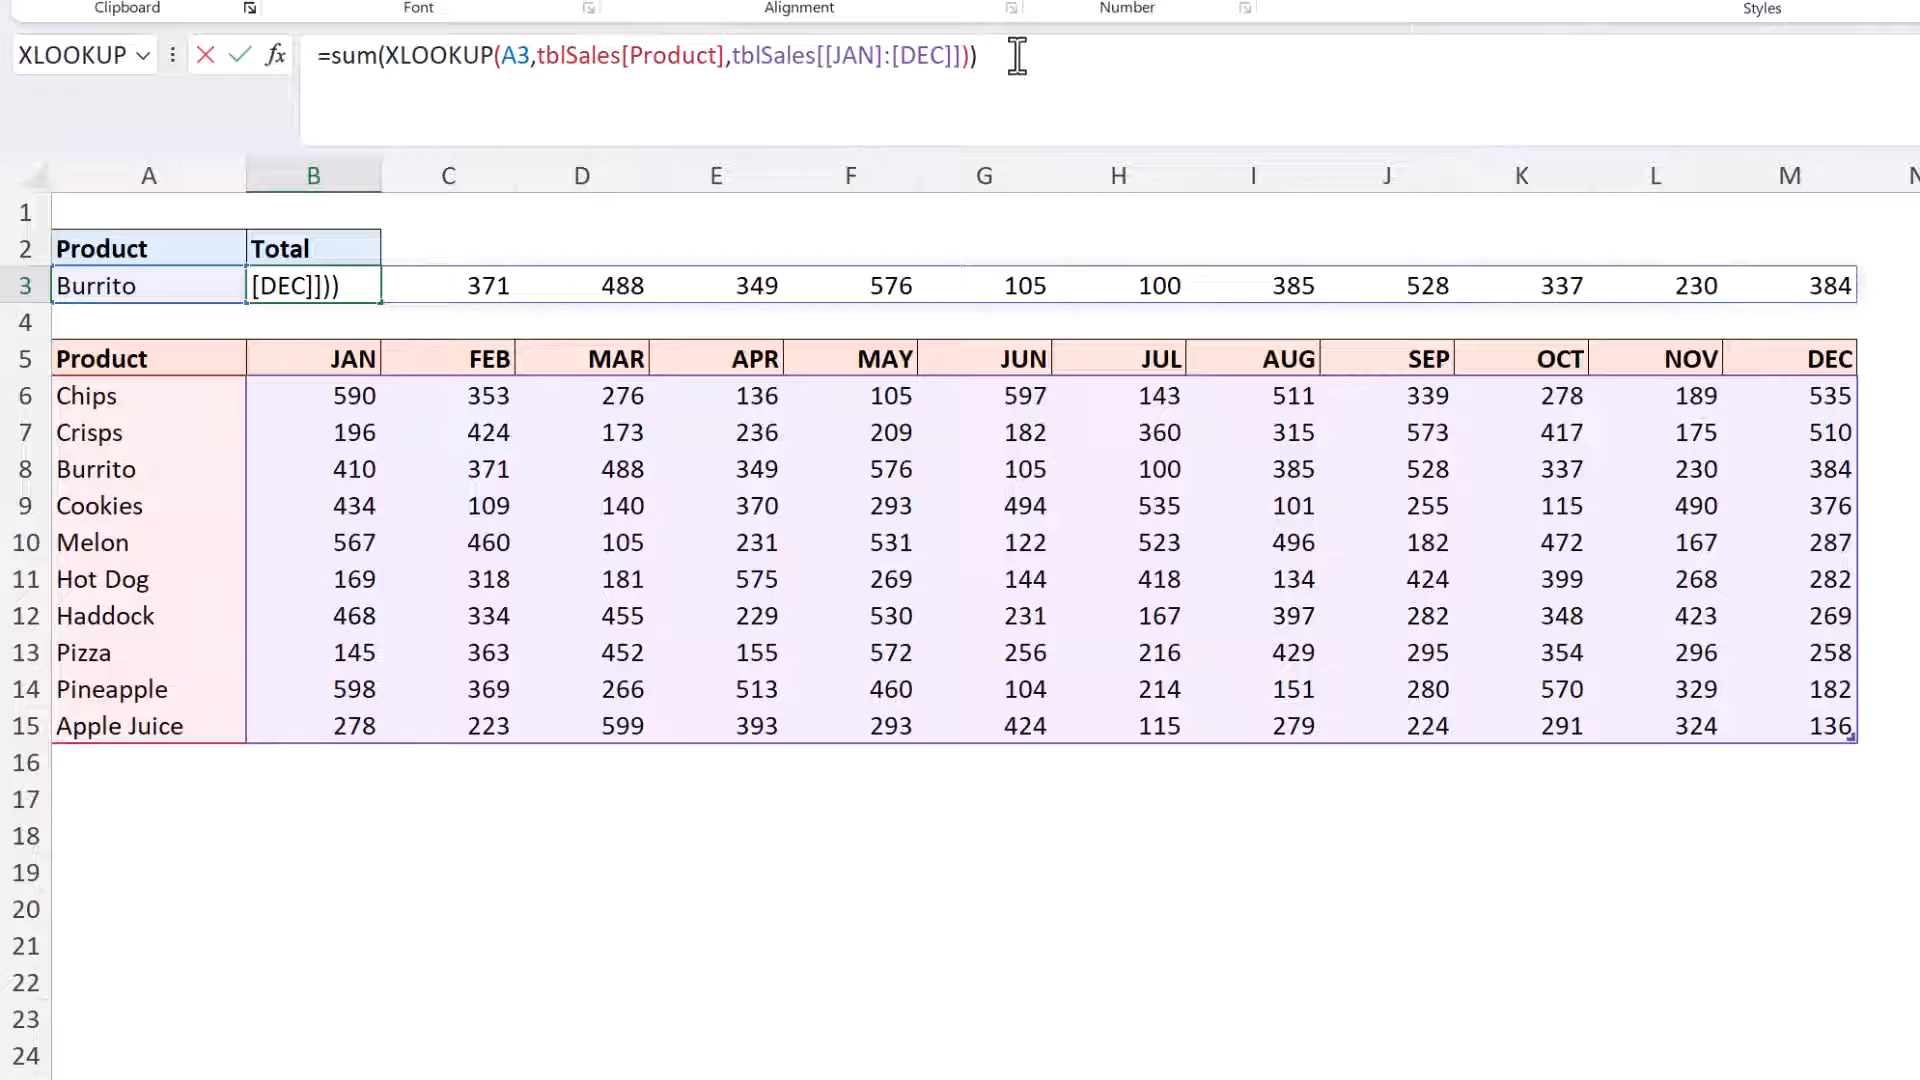 Clipboard Font Alignment Number Styles
XLOOKUP fx =sum(XLOOKUP(A3,tblSales[Product],tblSales[[JAN]:[DEC]]))
A B C D E F G H I J K L M N
1
2 Product Total
3 Burrito [DEC]])) 371 488 349 576 105 100 385 528 337 230 384
4
5 Product JAN FEB MAR APR MAY JUN JUL AUG SEP OCT NOV DEC
6 Chips 590 353 276 136 105 597 143 511 339 278 189 535
7 Crisps 196 424 173 236 209 182 360 315 573 417 175 510
8 Burrito 410 371 488 349 576 105 100 385 528 337 230 384
9 Cookies 434 109 140 370 293 494 535 101 255 115 490 376
10 Melon 567 460 105 231 531 122 523 496 182 472 167 287
11 Hot Dog 169 318 181 575 269 144 418 134 424 399 268 282
12 Haddock 468 334 455 229 530 231 167 397 282 348 423 269
13 Pizza 145 363 452 155 572 256 216 429 295 354 296 258
14 Pineapple 598 369 266 513 460 104 214 151 280 570 329 182
15 Apple Juice 278 223 599 393 293 424 115 279 224 291 324 136
16
17
18
19
20
21
22
23
24